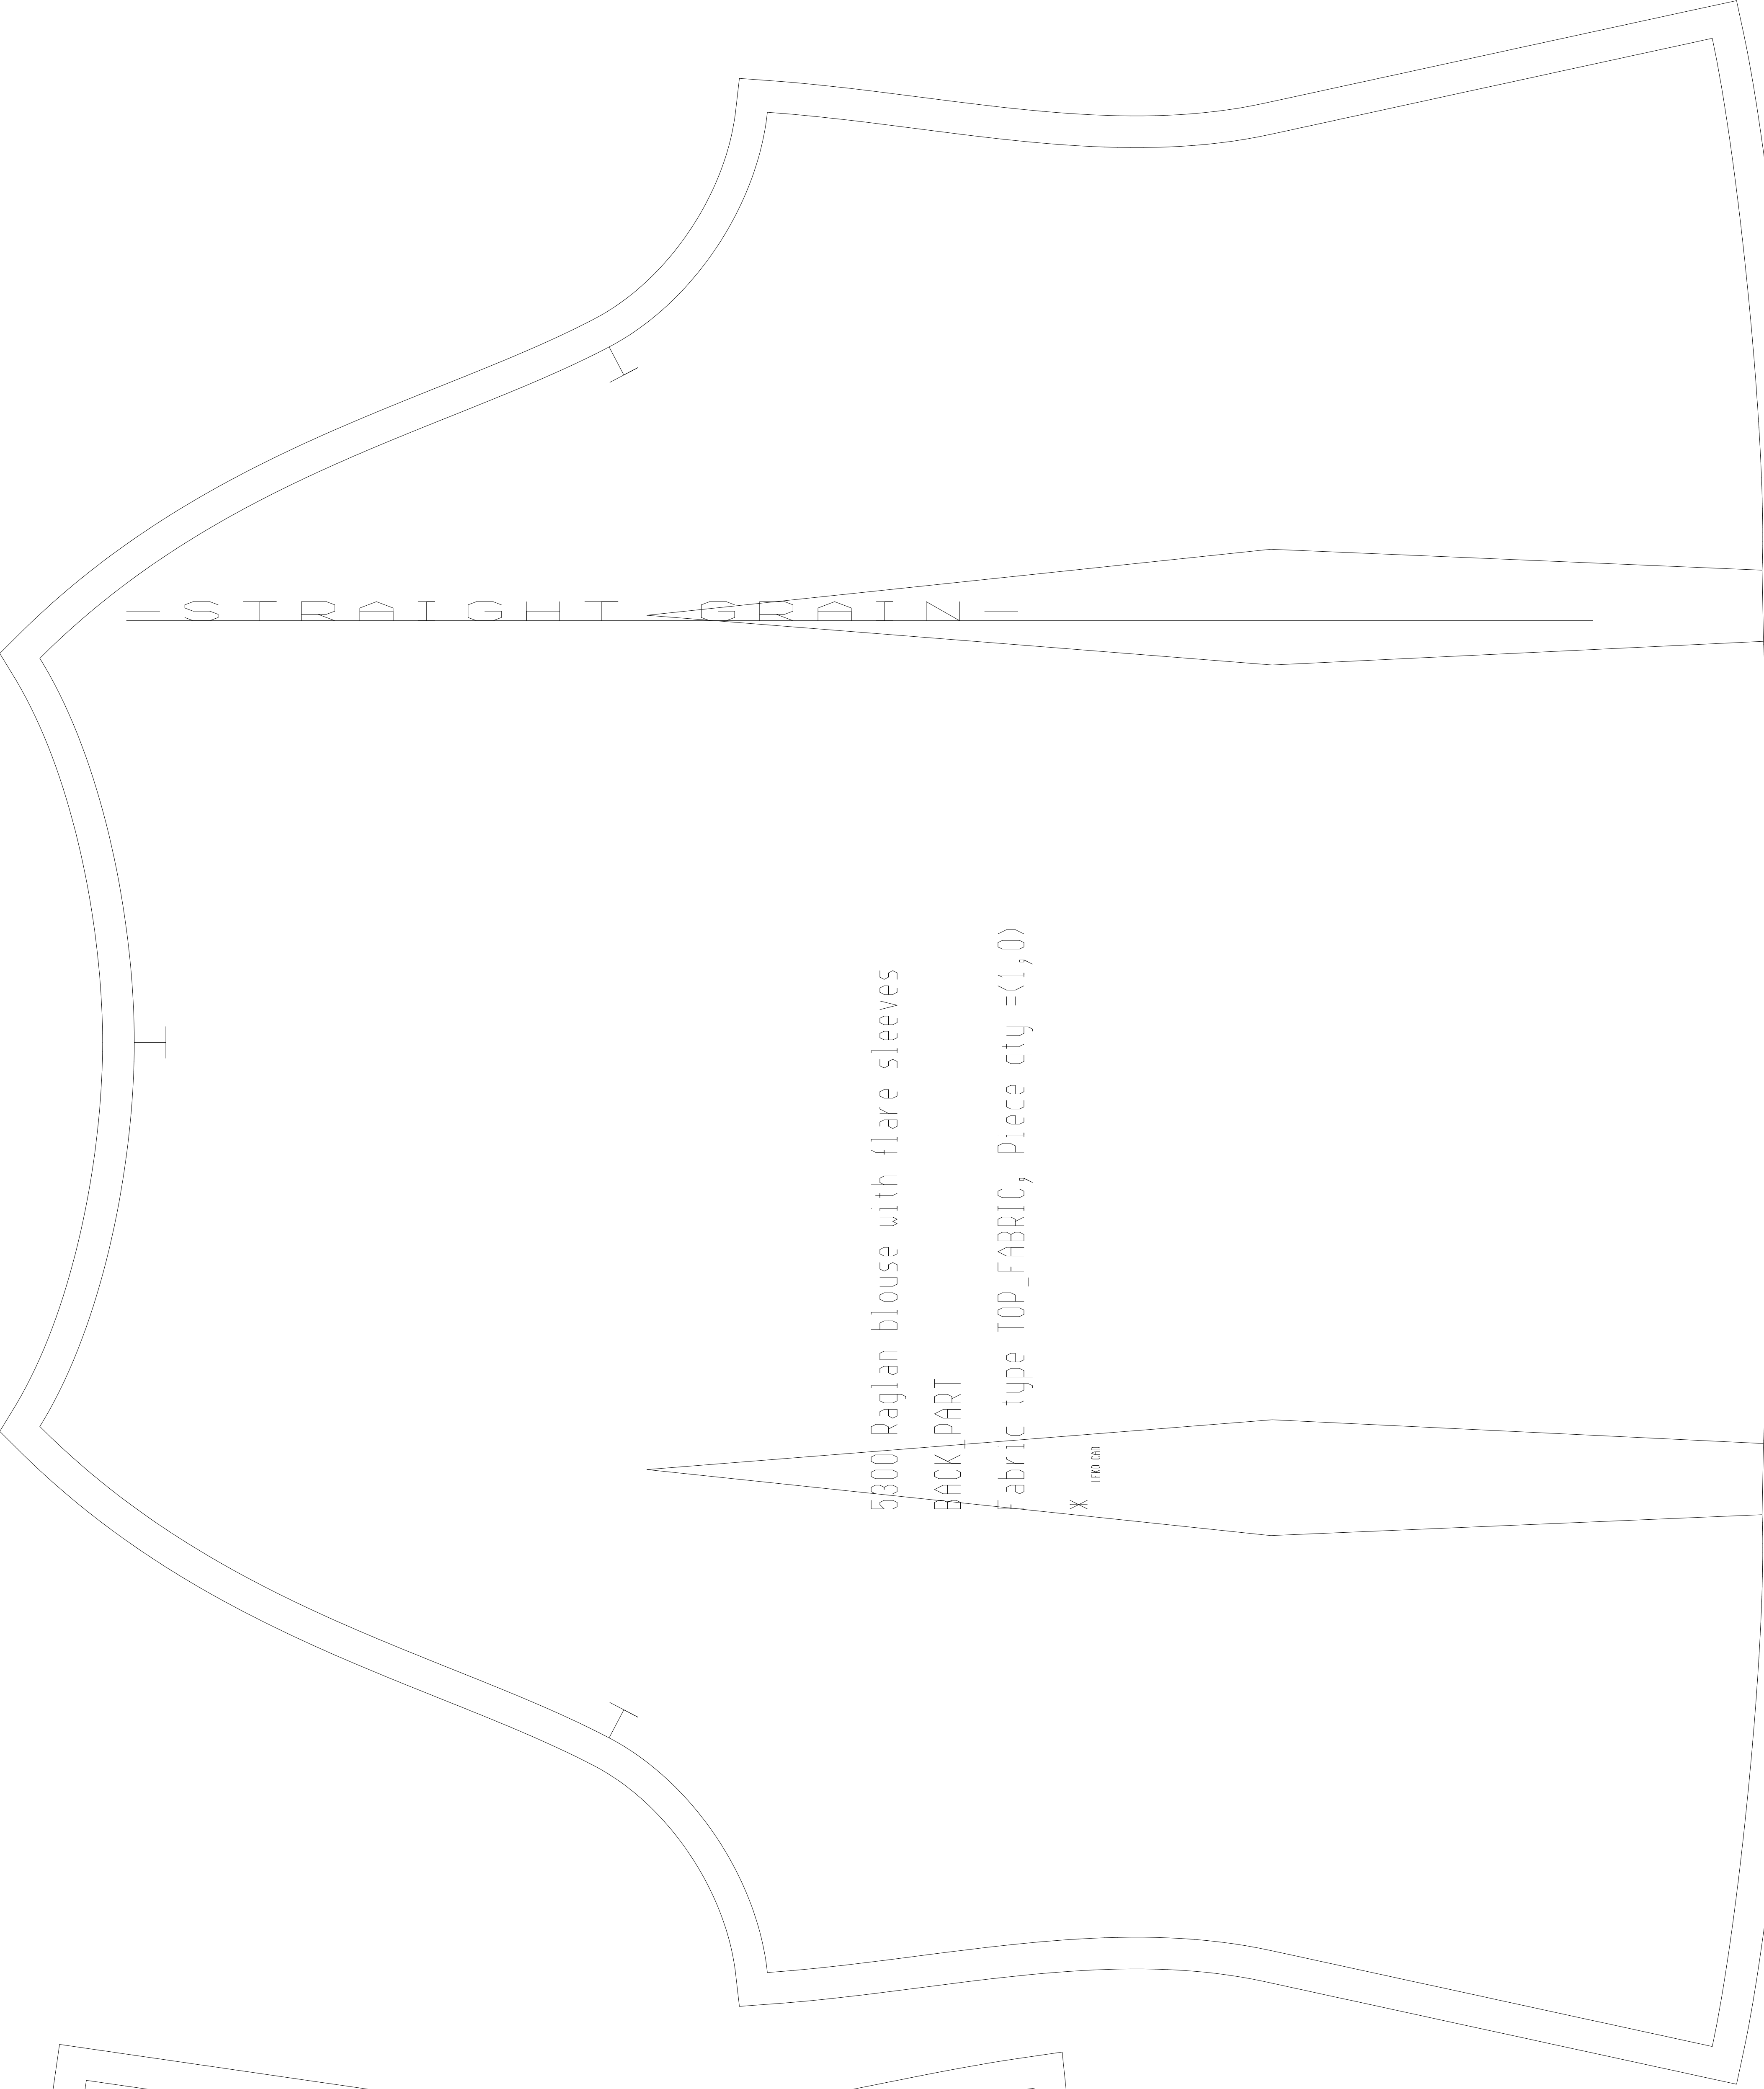 - STRAIGHT GRAIN -
5300 Raglan blouse with flare sleeves
BACK_PART
Fabric type TOP_FABRIC, Piece qty =(1,0)
* LEKO CAD